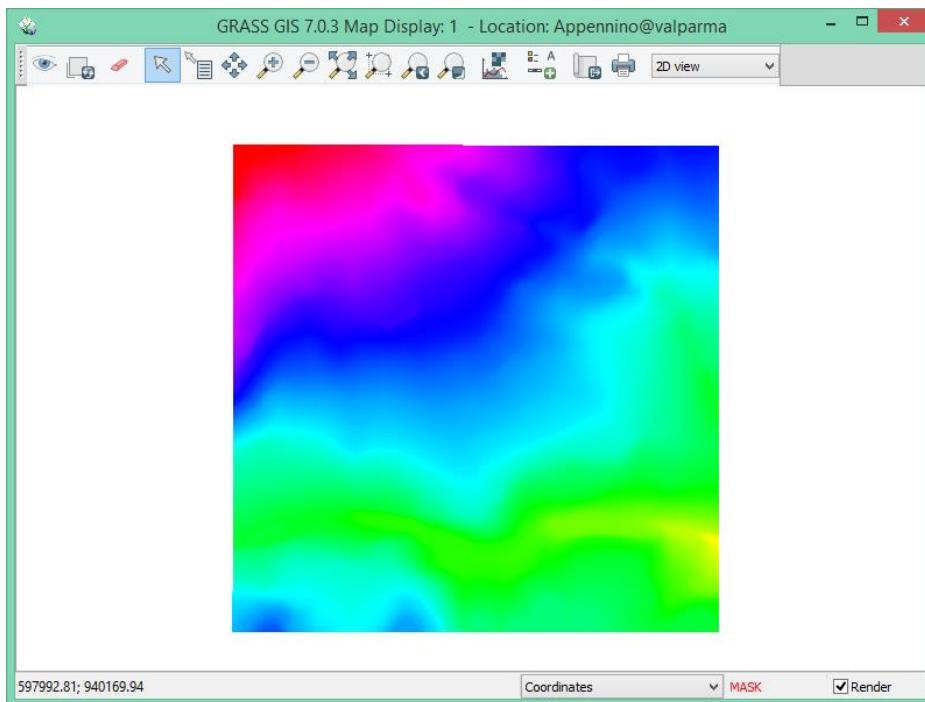 GRASS GIS 7.0.3 Map Display: 1 - Location: Appennino@valparma
2D view
597992.81; 940169.94 Coordinates MASK Render